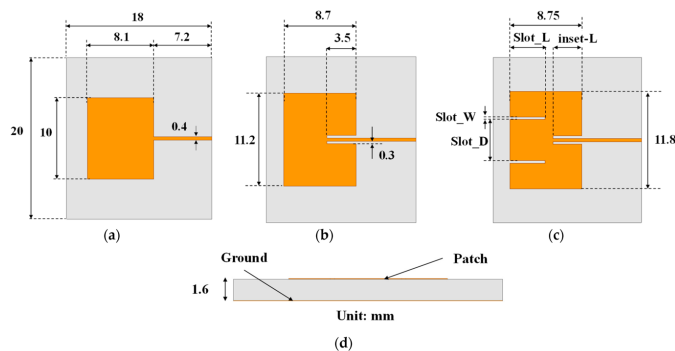 18
8.1 7.2
20
10
0.4
(a)
8.7
3.5
11.2
0.3
(b)
8.75
Slot_L inset-L
Slot_W
Slot_D
11.8
(c)
Ground Patch
1.6
Unit: mm
(d)